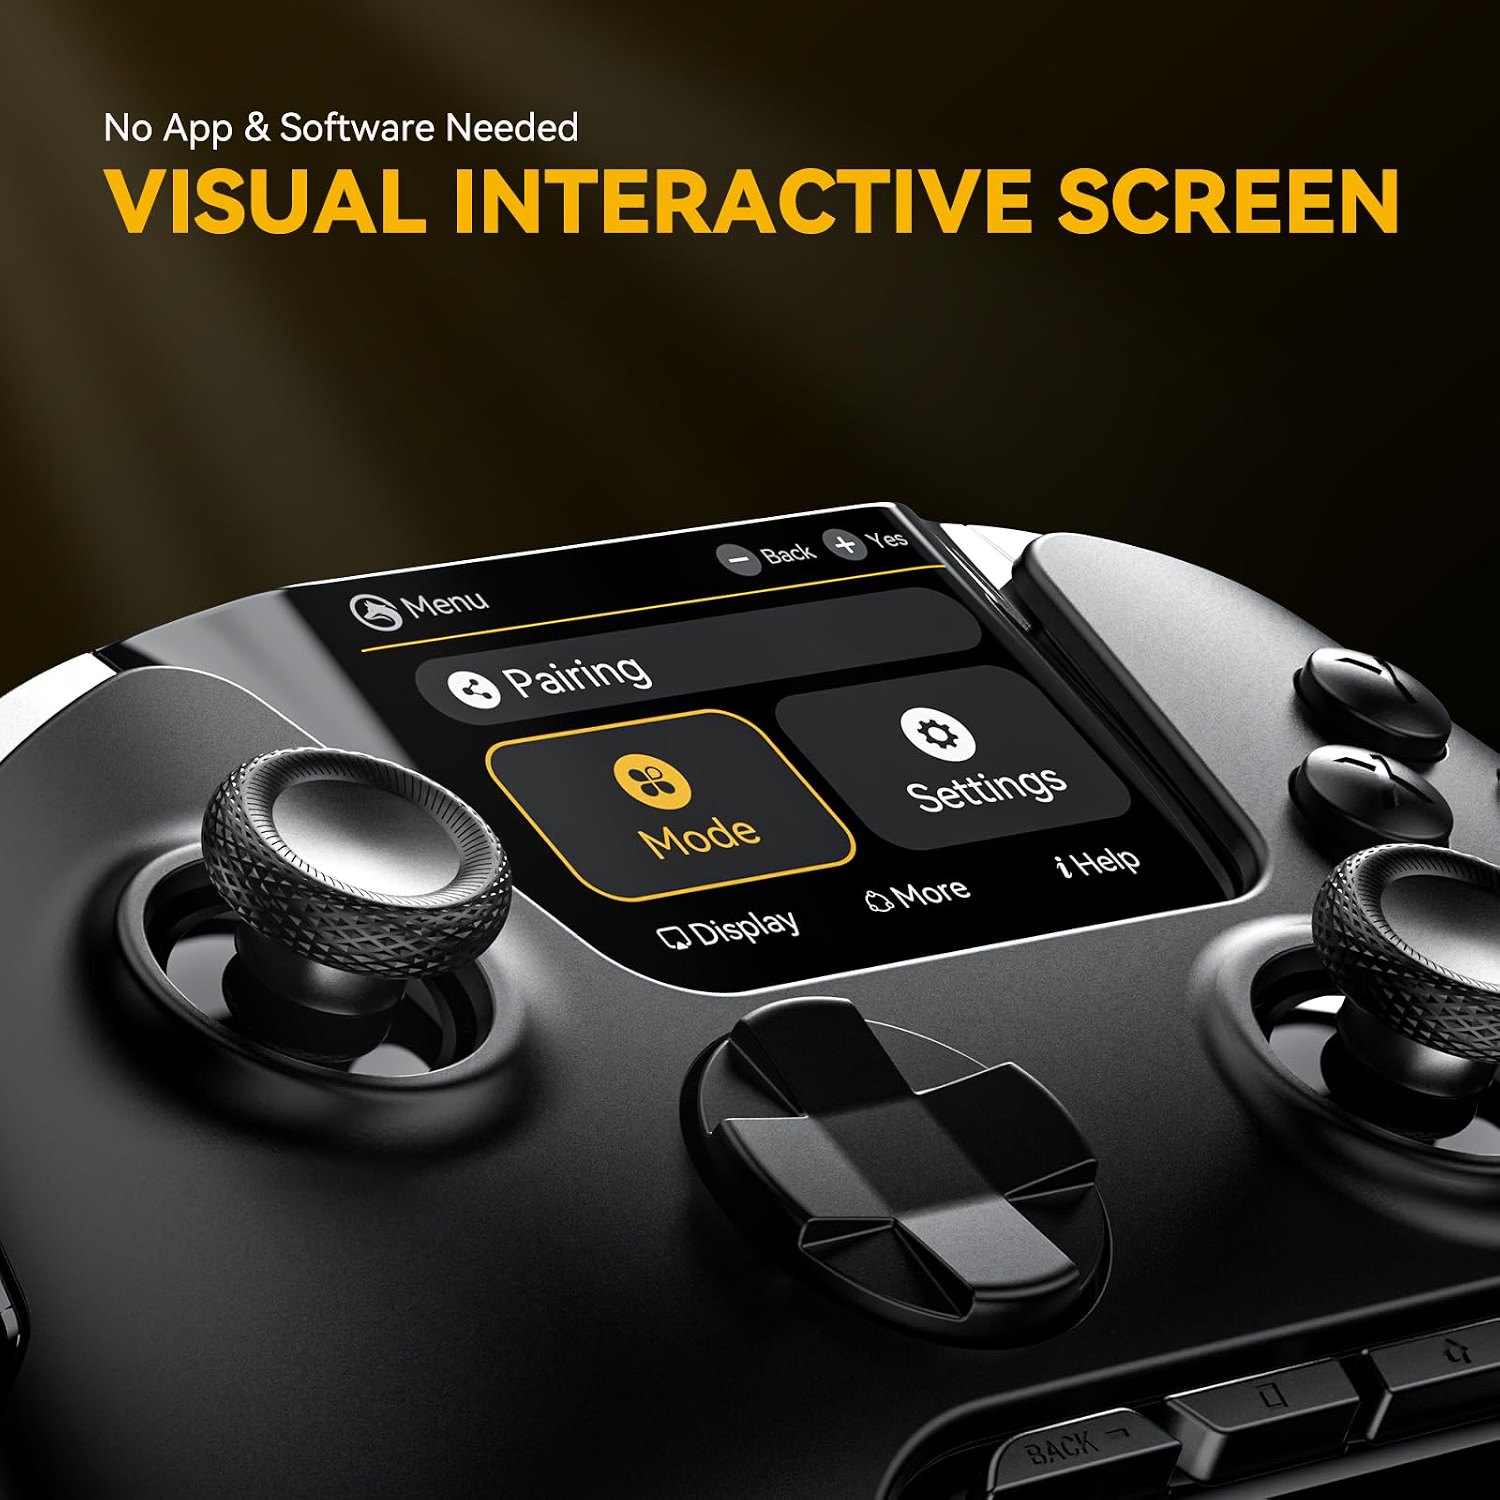 No App & Software Needed
VISUAL INTERACTIVE SCREEN
Menu
Back
Yes
Pairing
Mode
Settings
Display
More
Help
BACK